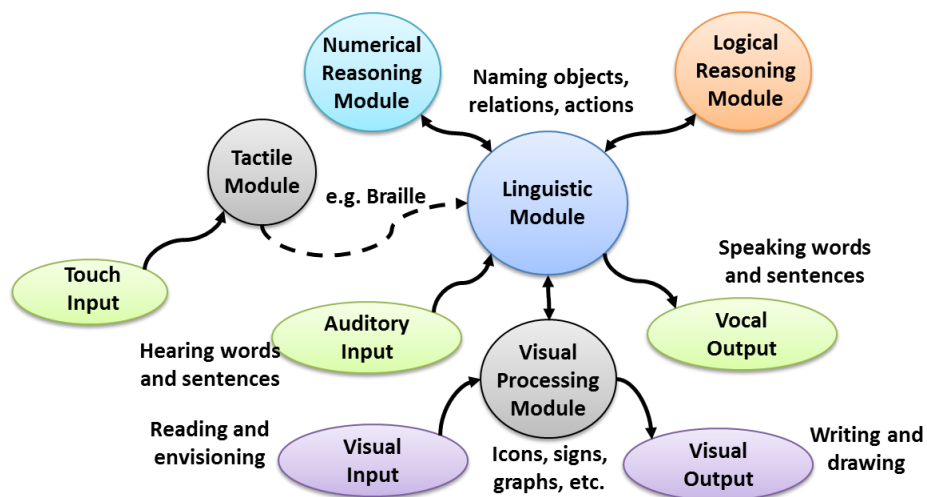 Numerical
Reasoning
Module
Logical
Reasoning
Module
Naming objects,
relations, actions
Tactile
Module
e.g. Braille
Linguistic
Module
Touch
Input
Speaking words
and sentences
Auditory
Input
Vocal
Output
Hearing words
and sentences
Visual
Processing
Module
Reading and
envisioning
Visual
Input
Icons, signs,
graphs, etc.
Visual
Output
Writing and
drawing